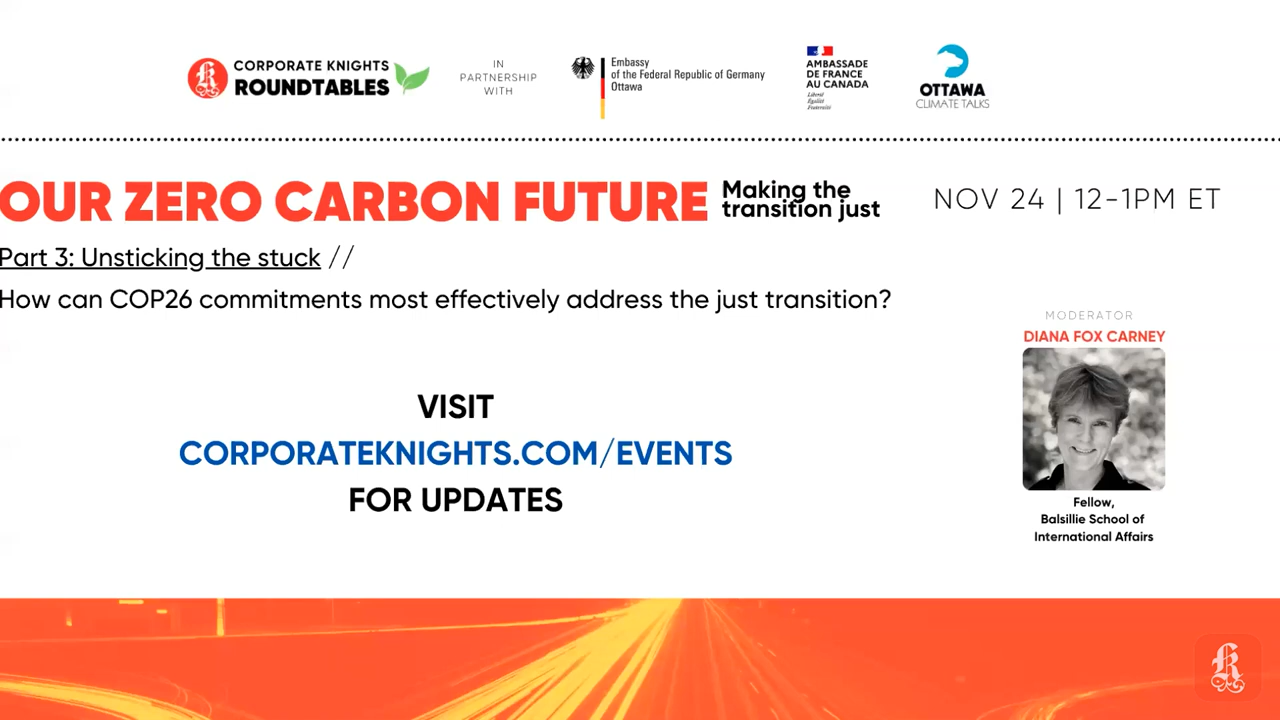 CORPORATE KNIGHTS
ROUNDTABLES
IN
PARTNERSHIP
WITH
Embassy
of the Federal Republic of Germany
Ottawa
AMBASSADE
DE FRANCE
AU CANADA
Liberté
Égalité
Fraternité
OTTAWA
CLIMATE TALKS
OUR ZERO CARBON FUTURE
Making the
transition just
NOV 24 | 12-1PM ET
Part 3: Unsticking the stuck //
How can COP26 commitments most effectively address the just transition?
MODERATOR
DIANA FOX CARNEY
VISIT
CORPORATEKNIGHTS.COM/EVENTS
FOR UPDATES
Fellow,
Balsillie School of
International Affairs